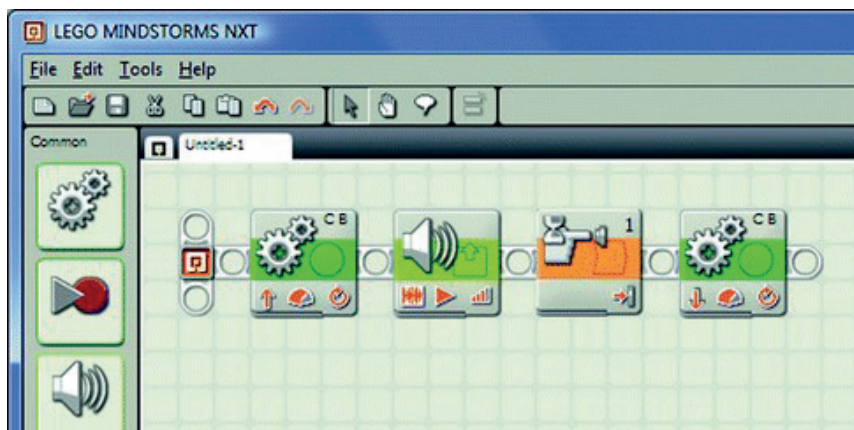 LEGO MINDSTORMS NXT
File Edit Tools Help
Common
Untitled-1
C B
1
C B